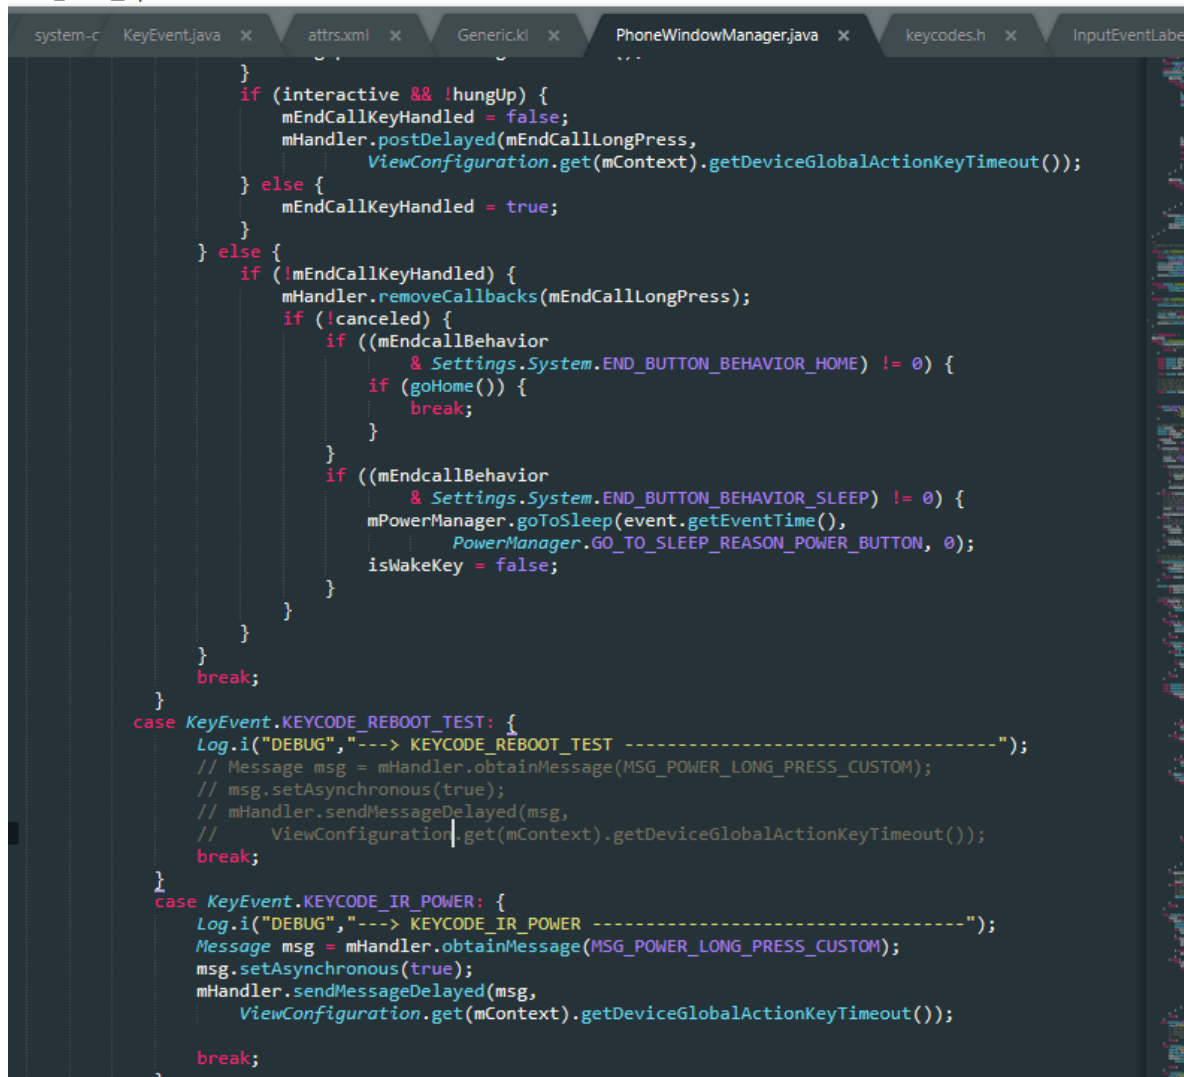 system-c KeyEvent.java × attrs.xml × Generic.kl × PhoneWindowManager.java × keycodes.h × InputEventLabe
}
if (interactive && !hungUp) {
mEndCallKeyHandled = false;
mHandler.postDelayed(mEndCallLongPress,
ViewConfiguration.get(mContext).getDeviceGlobalActionKeyTimeout());
} else {
mEndCallKeyHandled = true;
}
} else {
if (!mEndCallKeyHandled) {
mHandler.removeCallbacks(mEndCallLongPress);
if (!canceled) {
if ((mEndcallBehavior
& Settings.System.END_BUTTON_BEHAVIOR_HOME) != 0) {
if (goHome()) {
break;
}
}
if ((mEndcallBehavior
& Settings.System.END_BUTTON_BEHAVIOR_SLEEP) != 0) {
mPowerManager.goToSleep(event.getEventTime(),
PowerManager.GO_TO_SLEEP_REASON_POWER_BUTTON, 0);
isWakeKey = false;
}
}
}
}
break;
}
case KeyEvent.KEYCODE_REBOOT_TEST: {
Log.i("DEBUG","---> KEYCODE_REBOOT_TEST -----------------------------------");
// Message msg = mHandler.obtainMessage(MSG_POWER_LONG_PRESS_CUSTOM);
// msg.setAsynchronous(true);
// mHandler.sendMessageDelayed(msg,
// ViewConfiguration.get(mContext).getDeviceGlobalActionKeyTimeout());
break;
}
case KeyEvent.KEYCODE_IR_POWER: {
Log.i("DEBUG","---> KEYCODE_IR_POWER -----------------------------------");
Message msg = mHandler.obtainMessage(MSG_POWER_LONG_PRESS_CUSTOM);
msg.setAsynchronous(true);
mHandler.sendMessageDelayed(msg,
ViewConfiguration.get(mContext).getDeviceGlobalActionKeyTimeout());
break;